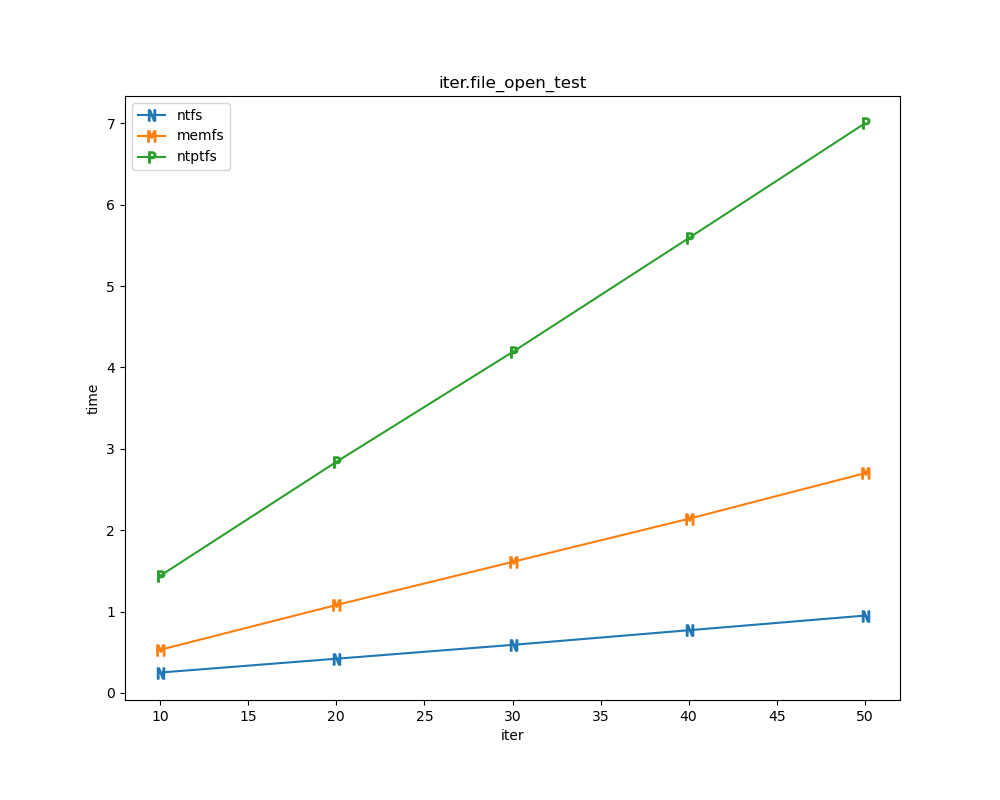 iter.file_open_test
N ntfs
M memfs
P ntptfs
7
6
5
4
3
2
1
0
time
10 15 20 25 30 35 40 45 50
iter
P P P P P
M M M M M
N N N N N